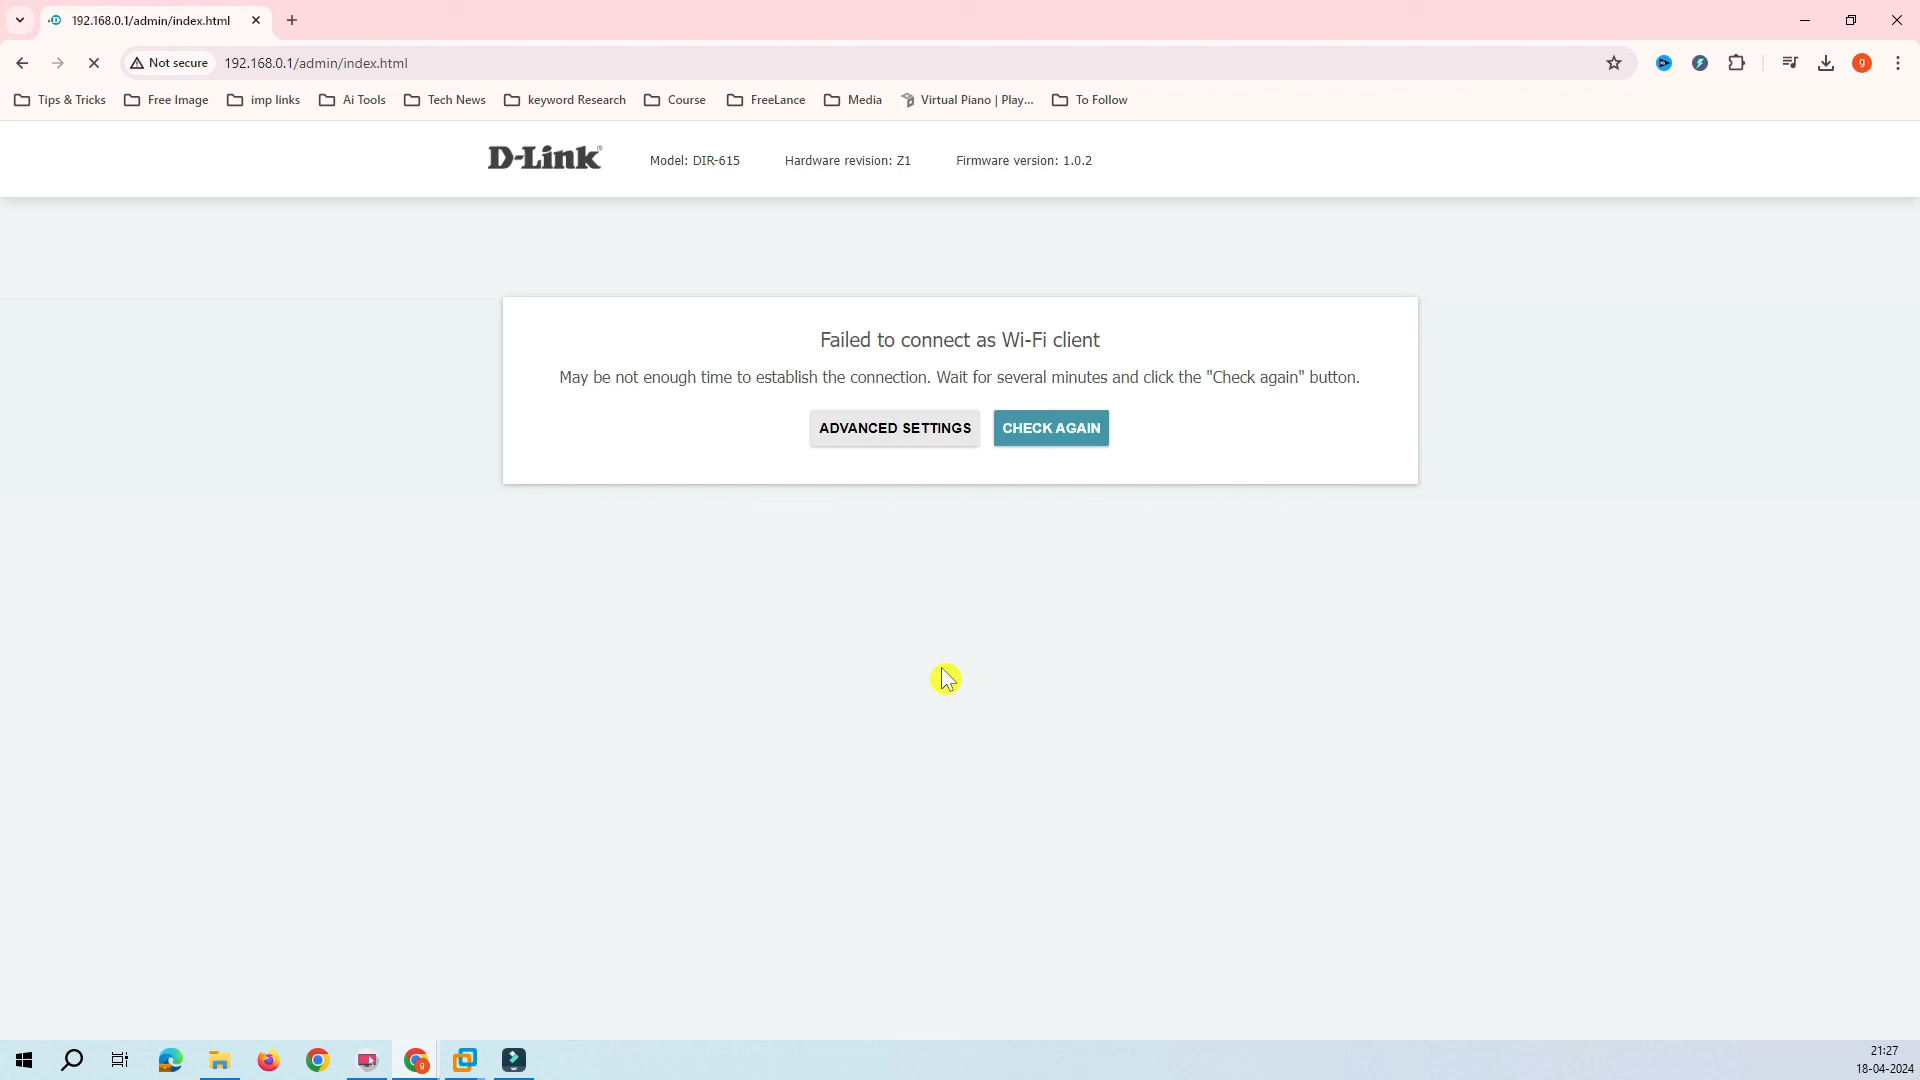 192.168.0.1/admin/index.html
Not secure
192.168.0.1/admin/index.html
g
Tips & Tricks
Free Image
imp links
Ai Tools
Tech News
keyword Research
Course
FreeLance
Media
Virtual Piano | Play...
To Follow
D-Link®
Model: DIR-615
Hardware revision: Z1
Firmware version: 1.0.2
Failed to connect as Wi-Fi client
May be not enough time to establish the connection. Wait for several minutes and click the "Check again" button.
ADVANCED SETTINGS
CHECK AGAIN
g
21:27
18-04-2024